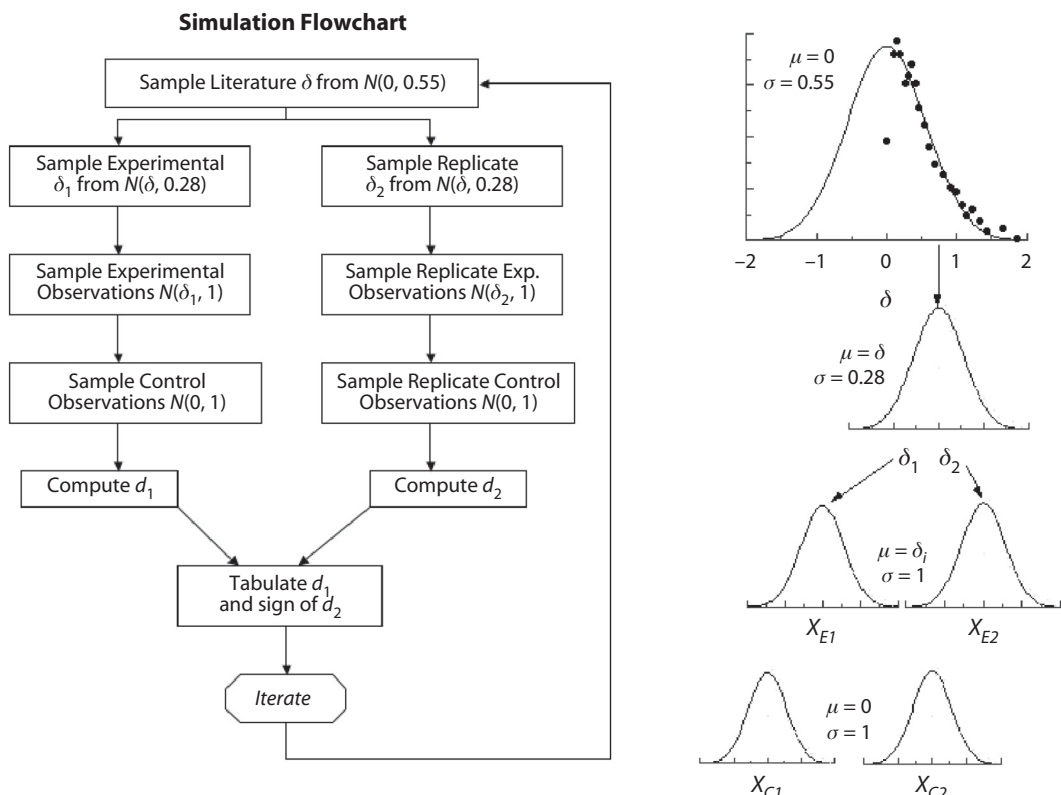 Simulation Flowchart
Sample Literature δ from N(0, 0.55)
Sample Experimental
δ1 from N(δ, 0.28)
Sample Replicate
δ2 from N(δ, 0.28)
Sample Experimental
Observations N(δ1, 1)
Sample Replicate Exp.
Observations N(δ2, 1)
Sample Control
Observations N(0, 1)
Sample Replicate Control
Observations N(0, 1)
Compute d1
Compute d2
Tabulate d1
and sign of d2
Iterate
μ = 0
σ = 0.55
−2 −1 0 1 2
δ
μ = δ
σ = 0.28
δ1 δ2
μ = δi
σ = 1
XE1 XE2
μ = 0
σ = 1
XC1 XC2